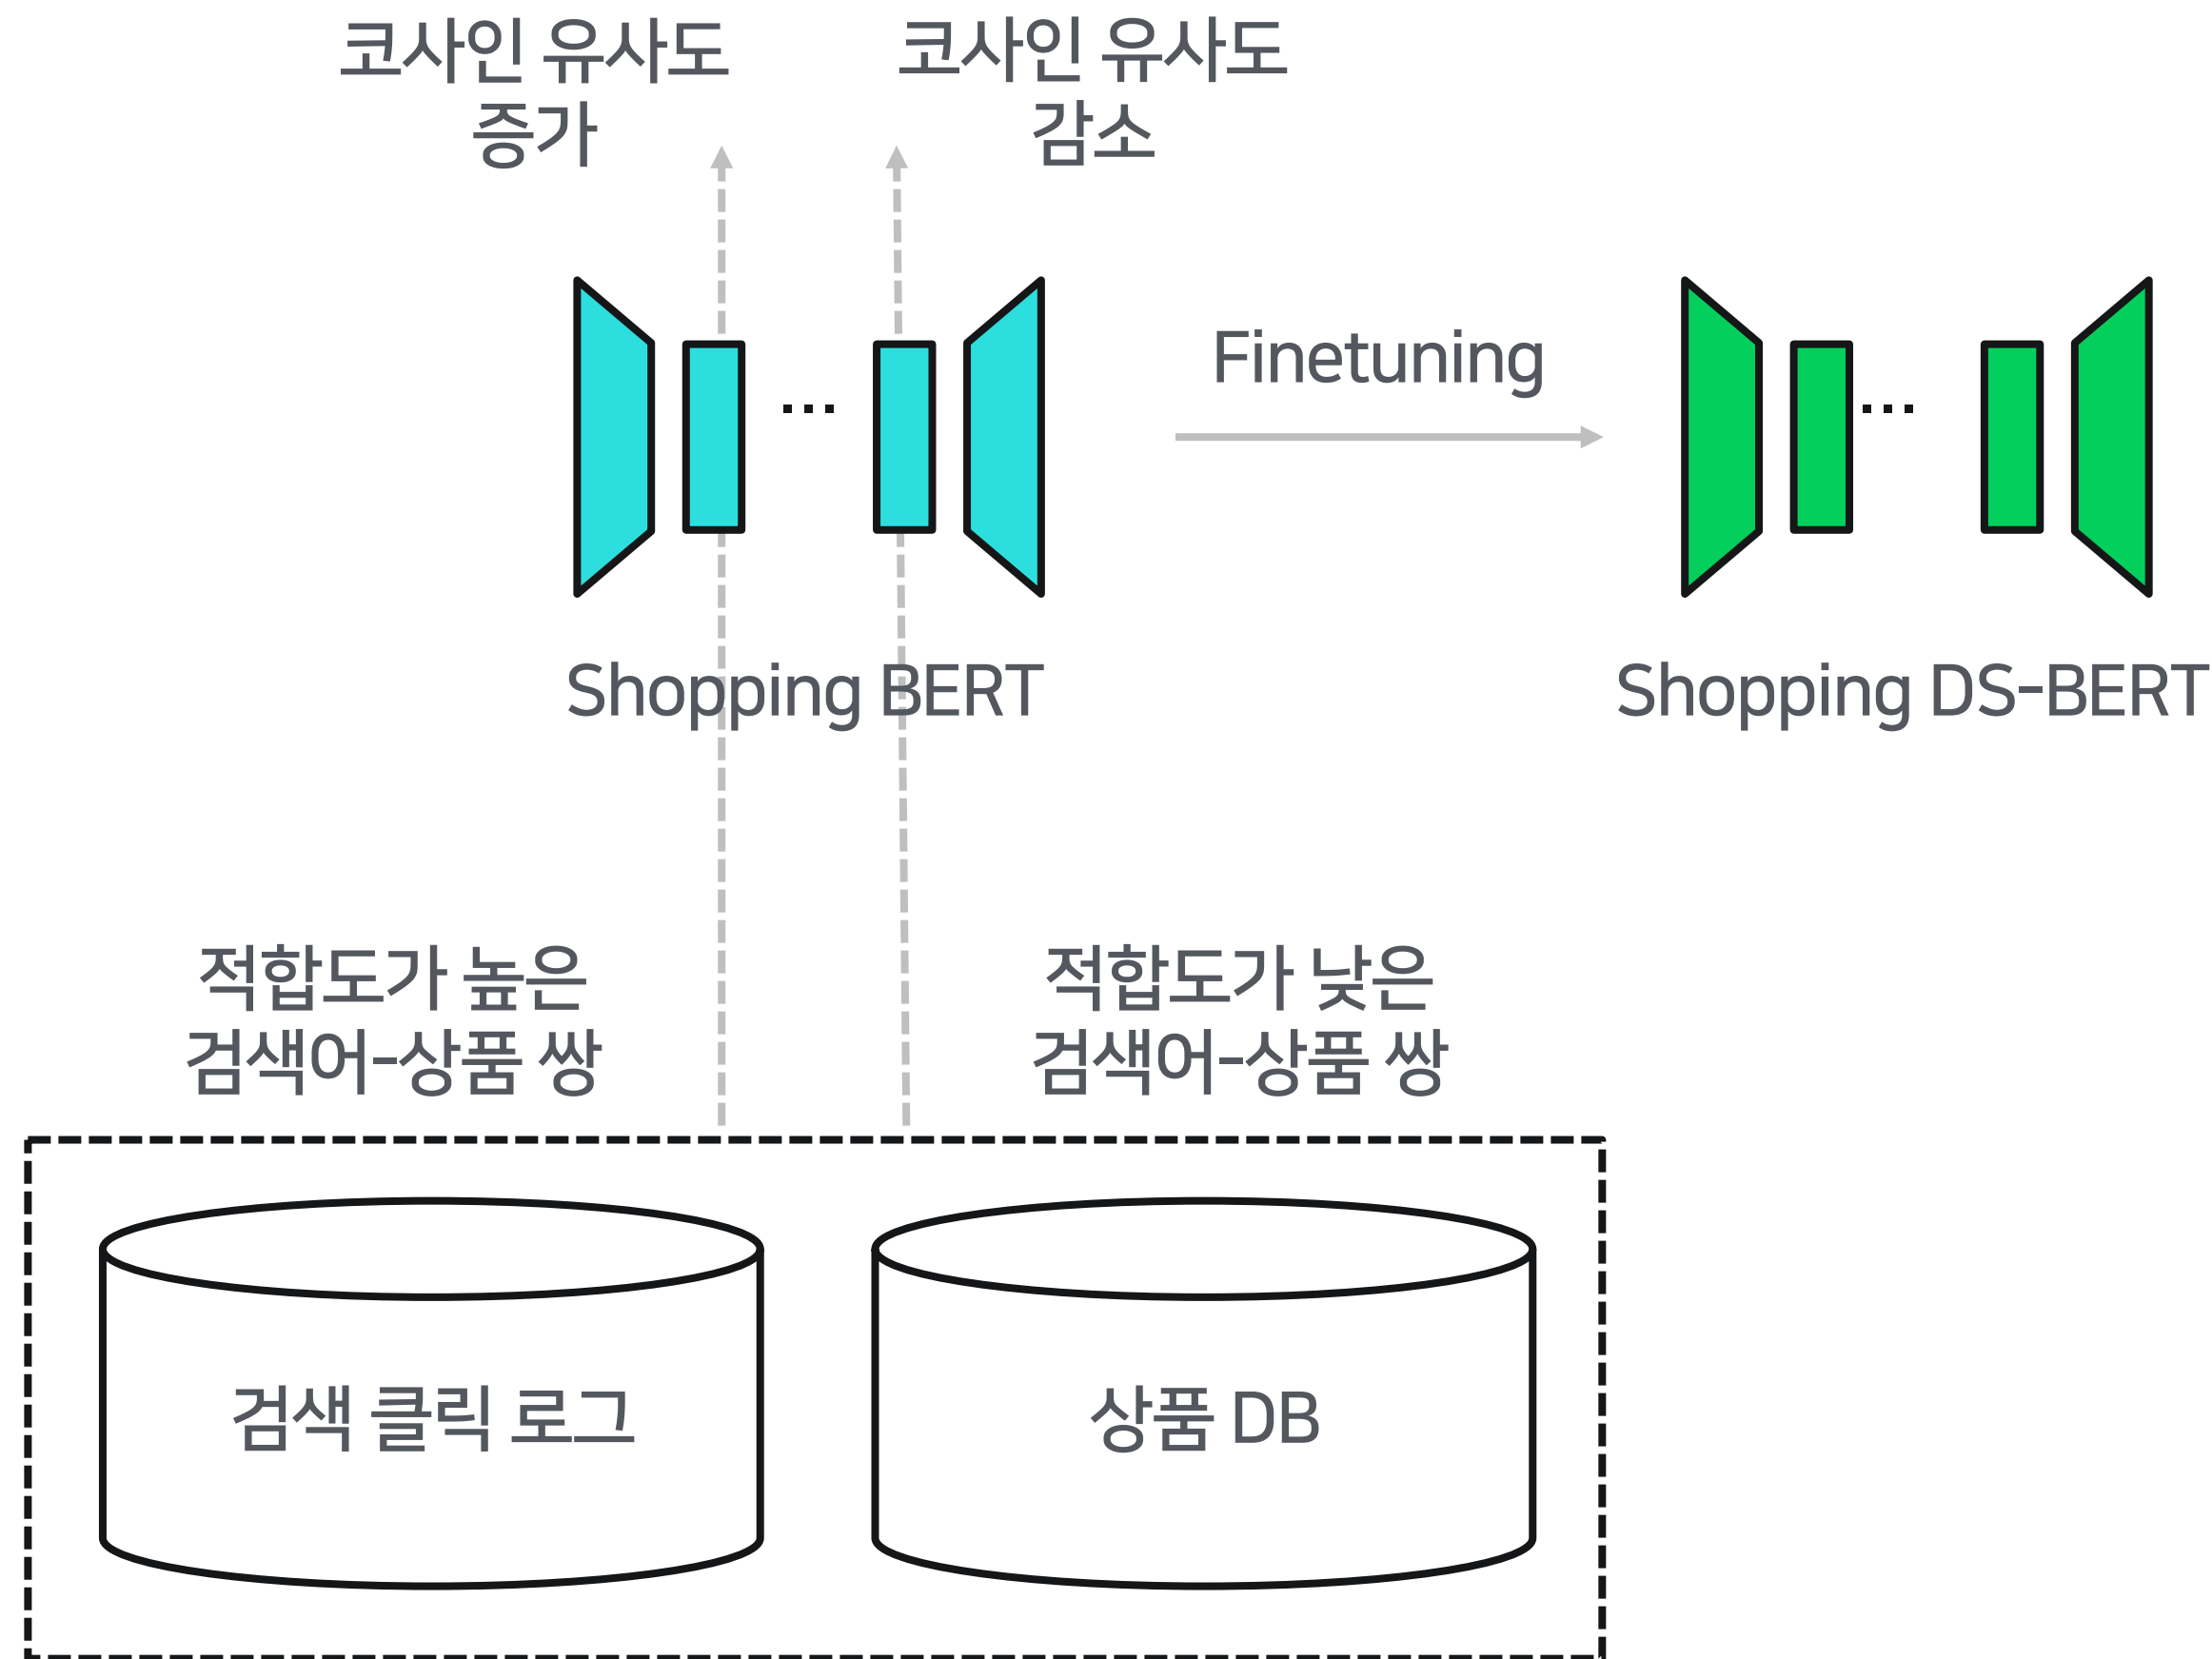 코사인 유사도
증가
코사인 유사도
감소
Finetuning
Shopping BERT
Shopping DS-BERT
적합도가 높은
검색어-상품 쌍
적합도가 낮은
검색어-상품 쌍
검색 클릭 로그
상품 DB